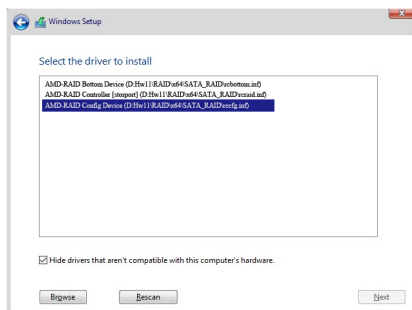 Windows Setup
Select the driver to install
AMD-RAID Bottom Device (D:Hw11\RAID\x64\SATA_RAID\rcbottom.inf)
AMD-RAID Controller [storport] (D:Hw11\RAID\x64\SATA_RAID\rcraid.inf)
AMD-RAID Config Device (D:Hw11\RAID\x64\SATA_RAID\rccfg.inf)
Hide drivers that aren't compatible with this computer's hardware.
Browse Rescan Next